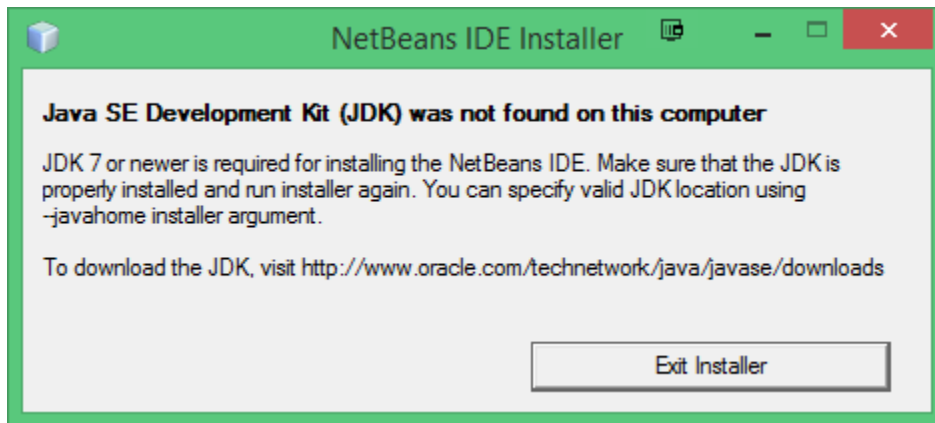 NetBeans IDE Installer
Java SE Development Kit (JDK) was not found on this computer
JDK 7 or newer is required for installing the NetBeans IDE. Make sure that the JDK is
properly installed and run installer again. You can specify valid JDK location using
--javahome installer argument.
To download the JDK, visit http://www.oracle.com/technetwork/java/javase/downloads
Exit Installer